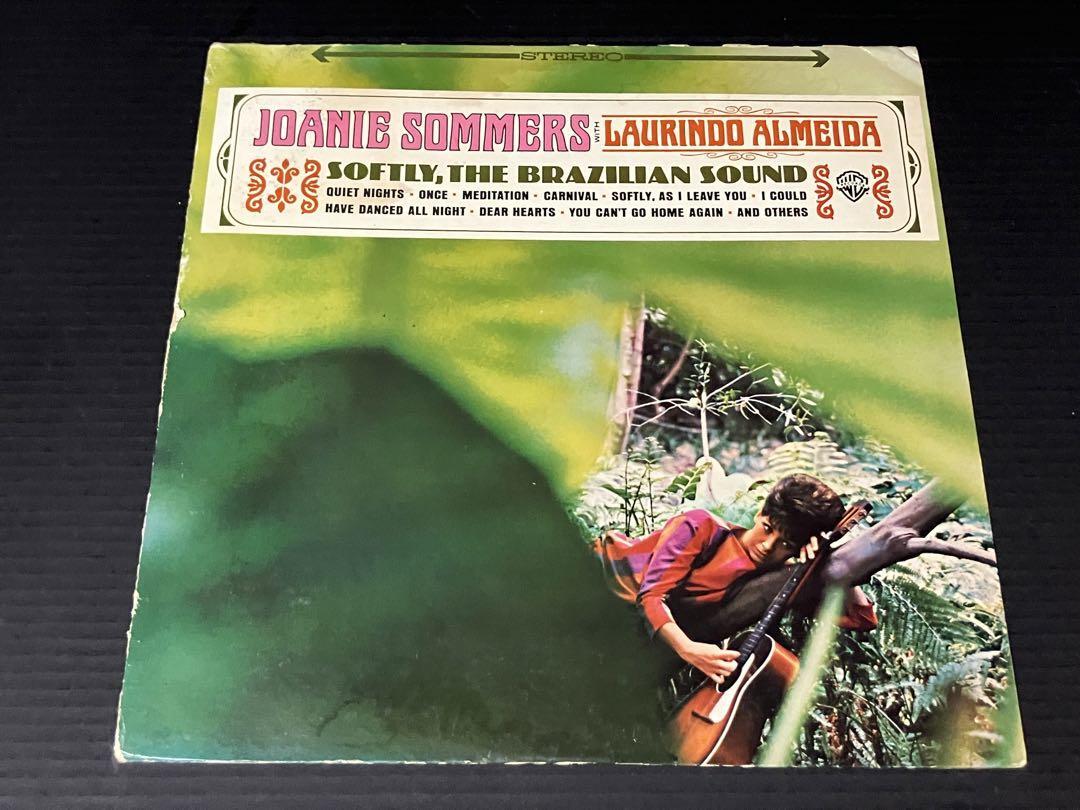 STEREO
JOANIE SOMMERS WITH LAURINDO ALMEIDA
SOFTLY, THE BRAZILIAN SOUND
QUIET NIGHTS • ONCE • MEDITATION • CARNIVAL • SOFTLY, AS I LEAVE YOU • I COULD
HAVE DANCED ALL NIGHT • DEAR HEARTS • YOU CAN'T GO HOME AGAIN • AND OTHERS